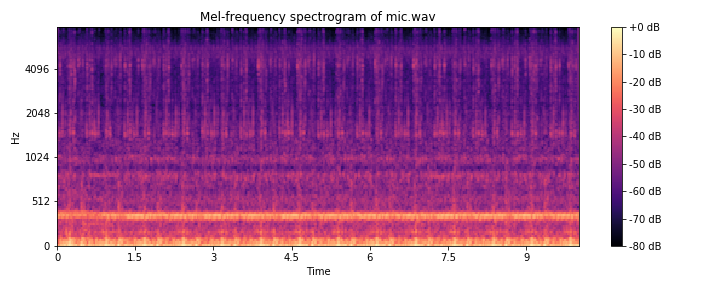 Mel-frequency spectrogram of mic.wav
Hz
4096
2048
1024
512
0
0
1.5
3
4.5
6
7.5
9
Time
+0 dB
-10 dB
-20 dB
-30 dB
-40 dB
-50 dB
-60 dB
-70 dB
-80 dB